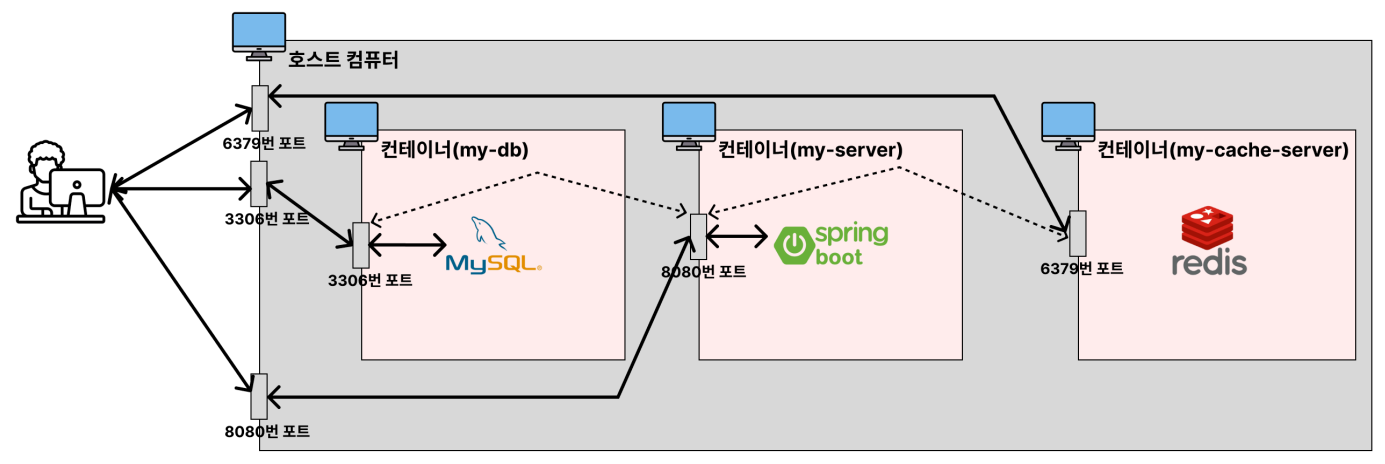 호스트 컴퓨터
6379번 포트
3306번 포트
8080번 포트
컨테이너(my-db)
3306번 포트
MySQL®
컨테이너(my-server)
8080번 포트
spring
boot
컨테이너(my-cache-server)
6379번 포트
redis